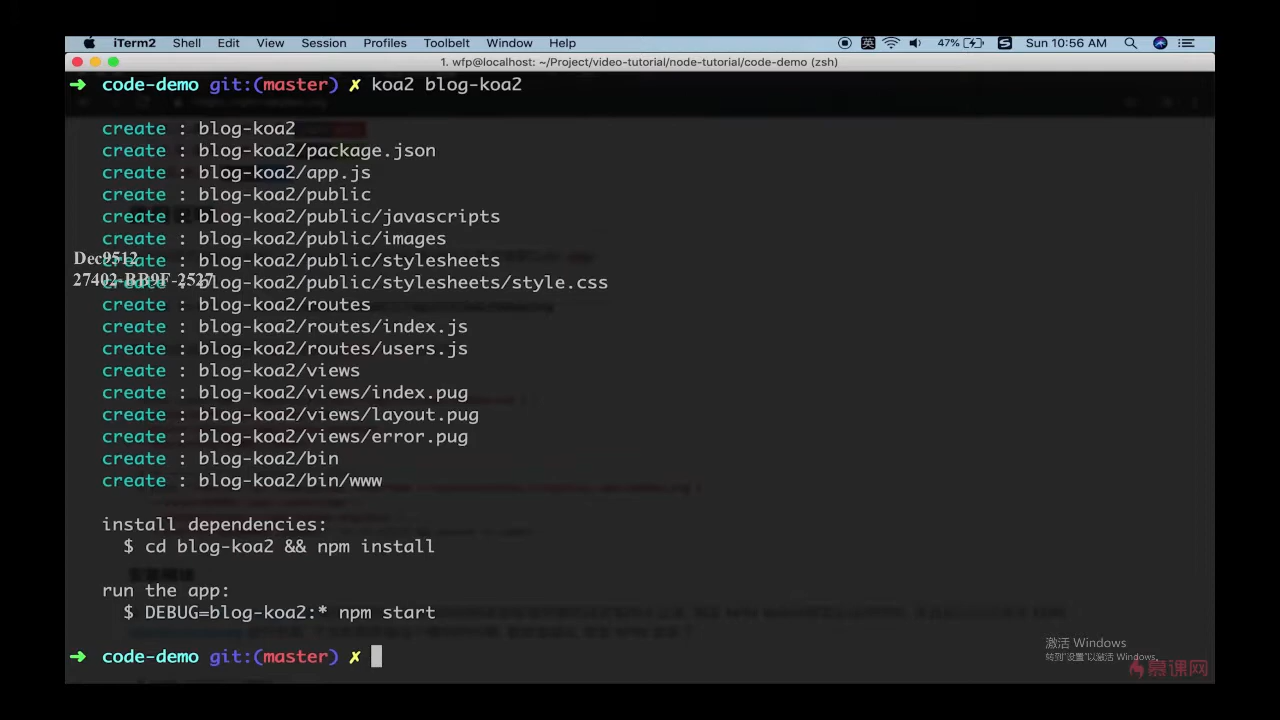 iTerm2 Shell Edit View Session Profiles Toolbelt Window Help 英 47% Sun 10:56 AM
1. wfp@localhost: ~/Project/video-tutorial/node-tutorial/code-demo (zsh)
➜ code-demo git:(master) ✗ koa2 blog-koa2
create : blog-koa2
create : blog-koa2/package.json
create : blog-koa2/app.js
create : blog-koa2/public
create : blog-koa2/public/javascripts
create : blog-koa2/public/images
create : blog-koa2/public/stylesheets
create : blog-koa2/public/stylesheets/style.css
create : blog-koa2/routes
create : blog-koa2/routes/index.js
create : blog-koa2/routes/users.js
create : blog-koa2/views
create : blog-koa2/views/index.pug
create : blog-koa2/views/layout.pug
create : blog-koa2/views/error.pug
create : blog-koa2/bin
create : blog-koa2/bin/www
Dec9512
27402-BB9F-2527
install dependencies:
$ cd blog-koa2 && npm install
run the app:
$ DEBUG=blog-koa2:* npm start
➜ code-demo git:(master) ✗
激活 Windows
转到"设置"以激活 Windows。
慕课网